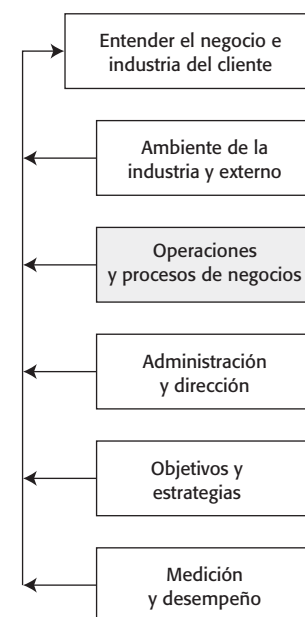 Entender el negocio e
industria del cliente
Ambiente de la
industria y externo
Operaciones
y procesos de negocios
Administración
y dirección
Objetivos y
estrategias
Medición
y desempeño